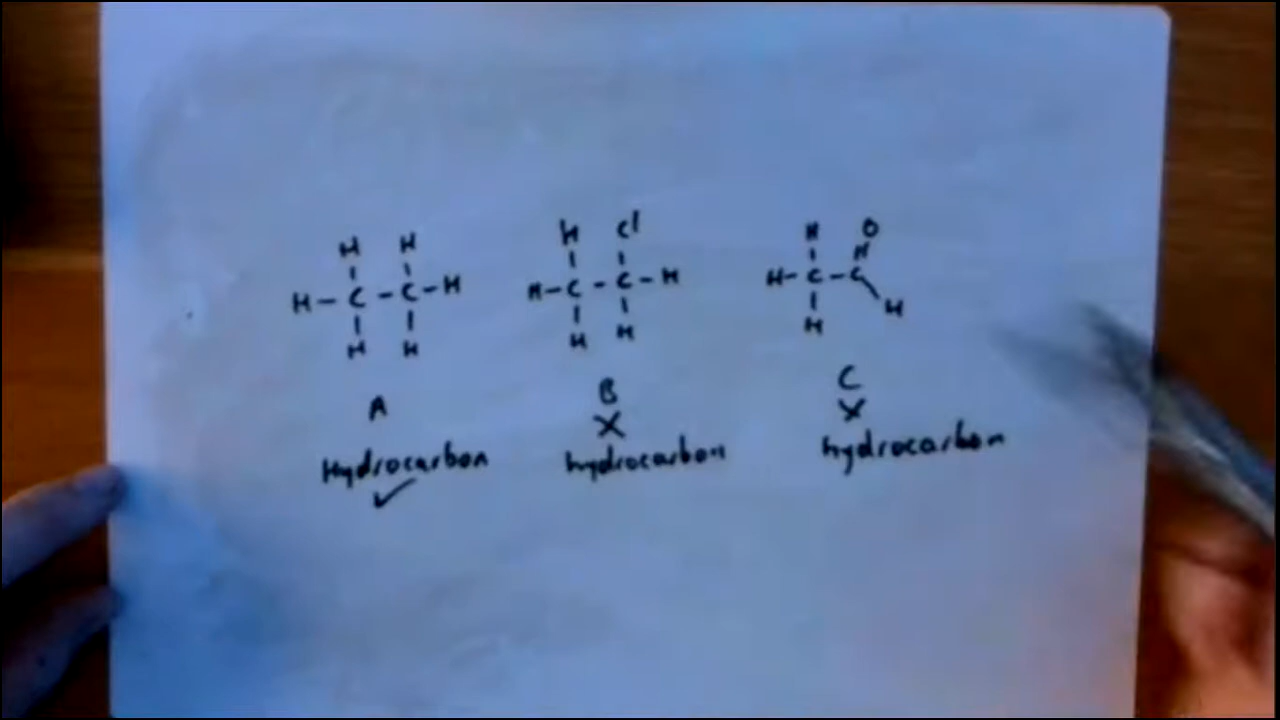 H H
H-C-C-H
H H
A
Hydrocarbon
✓
H Cl
H-C-C-H
H H
B
X
hydrocarbon
H O
H-C-C
H H
C
X
hydrocarbon